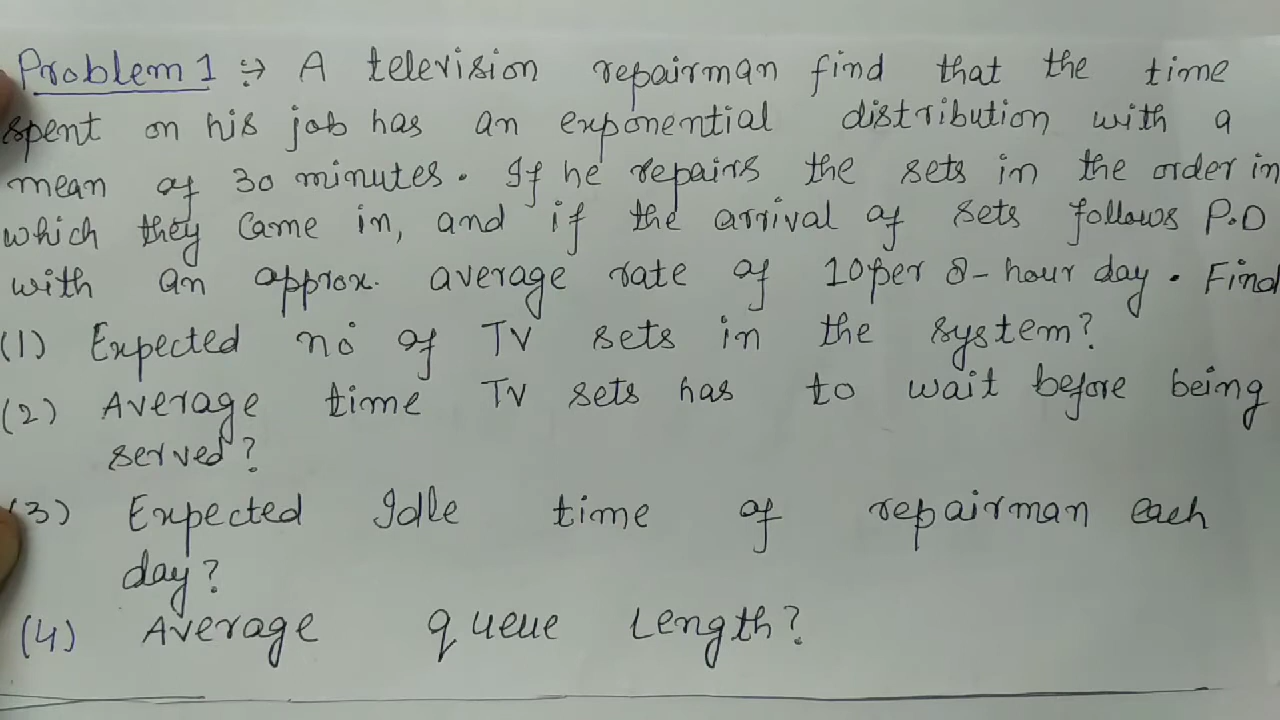 Problem 1 :→ A television repairman find that the time
spent on his job has an exponential distribution with a
mean of 30 minutes. If he repairs the sets in the order in
which they came in, and if the arrival of sets follows P.D
with an approx. average rate of 10 per 8-hour day. Find
(1) Expected no of TV sets in the system?
(2) Average time TV sets has to wait before being
served?
(3) Expected Idle time of repairman each
day?
(4) Average queue Length?